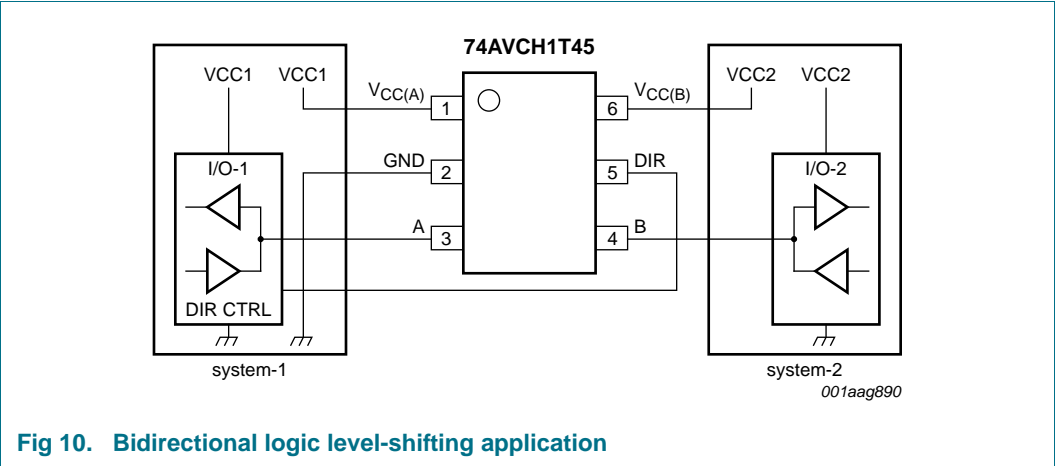 74AVCH1T45
VCC1 VCC1
VCC(A)
1
6
VCC(B)
VCC2 VCC2
I/O-1
GND
2
5
DIR
I/O-2
A
3
4
B
DIR CTRL
system-1
system-2
001aag890
Fig 10. Bidirectional logic level-shifting application